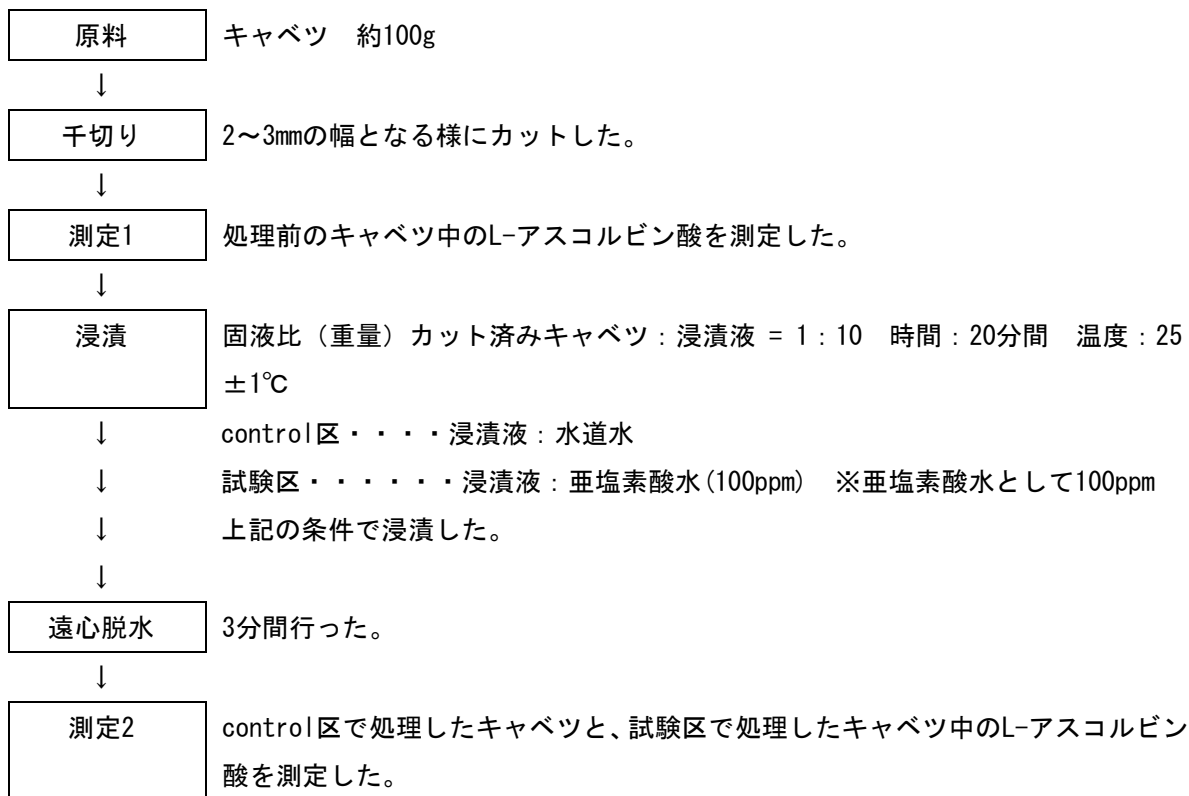 原料 キャベツ　約100g
↓
千切り 2～3mmの幅となる様にカットした。
↓
測定1 処理前のキャベツ中のL-アスコルビン酸を測定した。
↓
浸漬 固液比（重量）カット済みキャベツ：浸漬液 = 1：10　時間：20分間　温度：25
±1℃
↓ control区・・・・浸漬液：水道水
↓ 試験区・・・・・・浸漬液：亜塩素酸水(100ppm)　※亜塩素酸水として100ppm
↓ 上記の条件で浸漬した。
↓
遠心脱水 3分間行った。
↓
測定2 control区で処理したキャベツと、試験区で処理したキャベツ中のL-アスコルビン
酸を測定した。